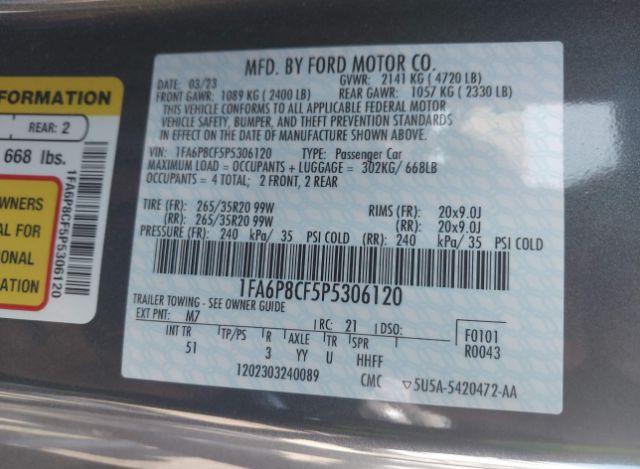 MFD. BY FORD MOTOR CO.
DATE: 03/23 GVWR: 2141 KG ( 4720 LB)
FRONT GAWR: 1089 KG ( 2400 LB) REAR GAWR: 1057 KG ( 2330 LB)
THIS VEHICLE CONFORMS TO ALL APPLICABLE FEDERAL MOTOR
VEHICLE SAFETY, BUMPER, AND THEFT PREVENTION STANDARDS
IN EFFECT ON THE DATE OF MANUFACTURE SHOWN ABOVE.
VIN: 1FA6P8CF5P5306120 TYPE: Passenger Car
MAXIMUM LOAD = OCCUPANTS + LUGGAGE = 302KG/ 668LB
OCCUPANTS = 4 TOTAL; 2 FRONT, 2 REAR
TIRE (FR): 265/35R20 99W RIMS (FR): 20x9.0J
(RR): 265/35R20 99W (RR): 20x9.0J
PRESSURE (FR): 240 kPa/ 35 PSI COLD (RR): 240 kPa/ 35 PSI COLD
1FA6P8CF5P5306120
TRAILER TOWING - SEE OWNER GUIDE
EXT PNT: M7 RC: 21 DSO:
INT TR TP/PS R AXLE TR SPR
51 3 YY U HHFF
F0101
R0043
1202303240089 CMC 5U5A-5420472-AA
FORMATION
REAR: 2
668 lbs.
OWNERS
AL FOR
ONAL
1FA6P8CF5P5306120